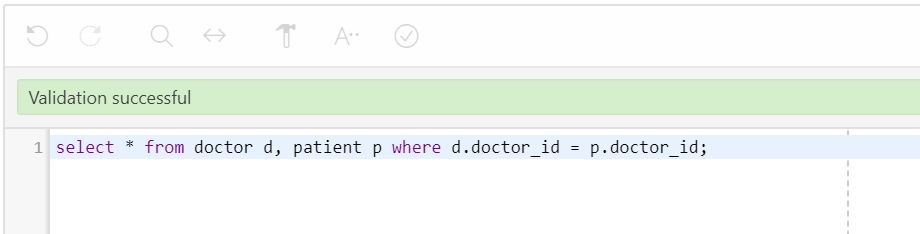 A
Validation successful
1 select * from doctor d, patient p where d.doctor_id = p.doctor_id;